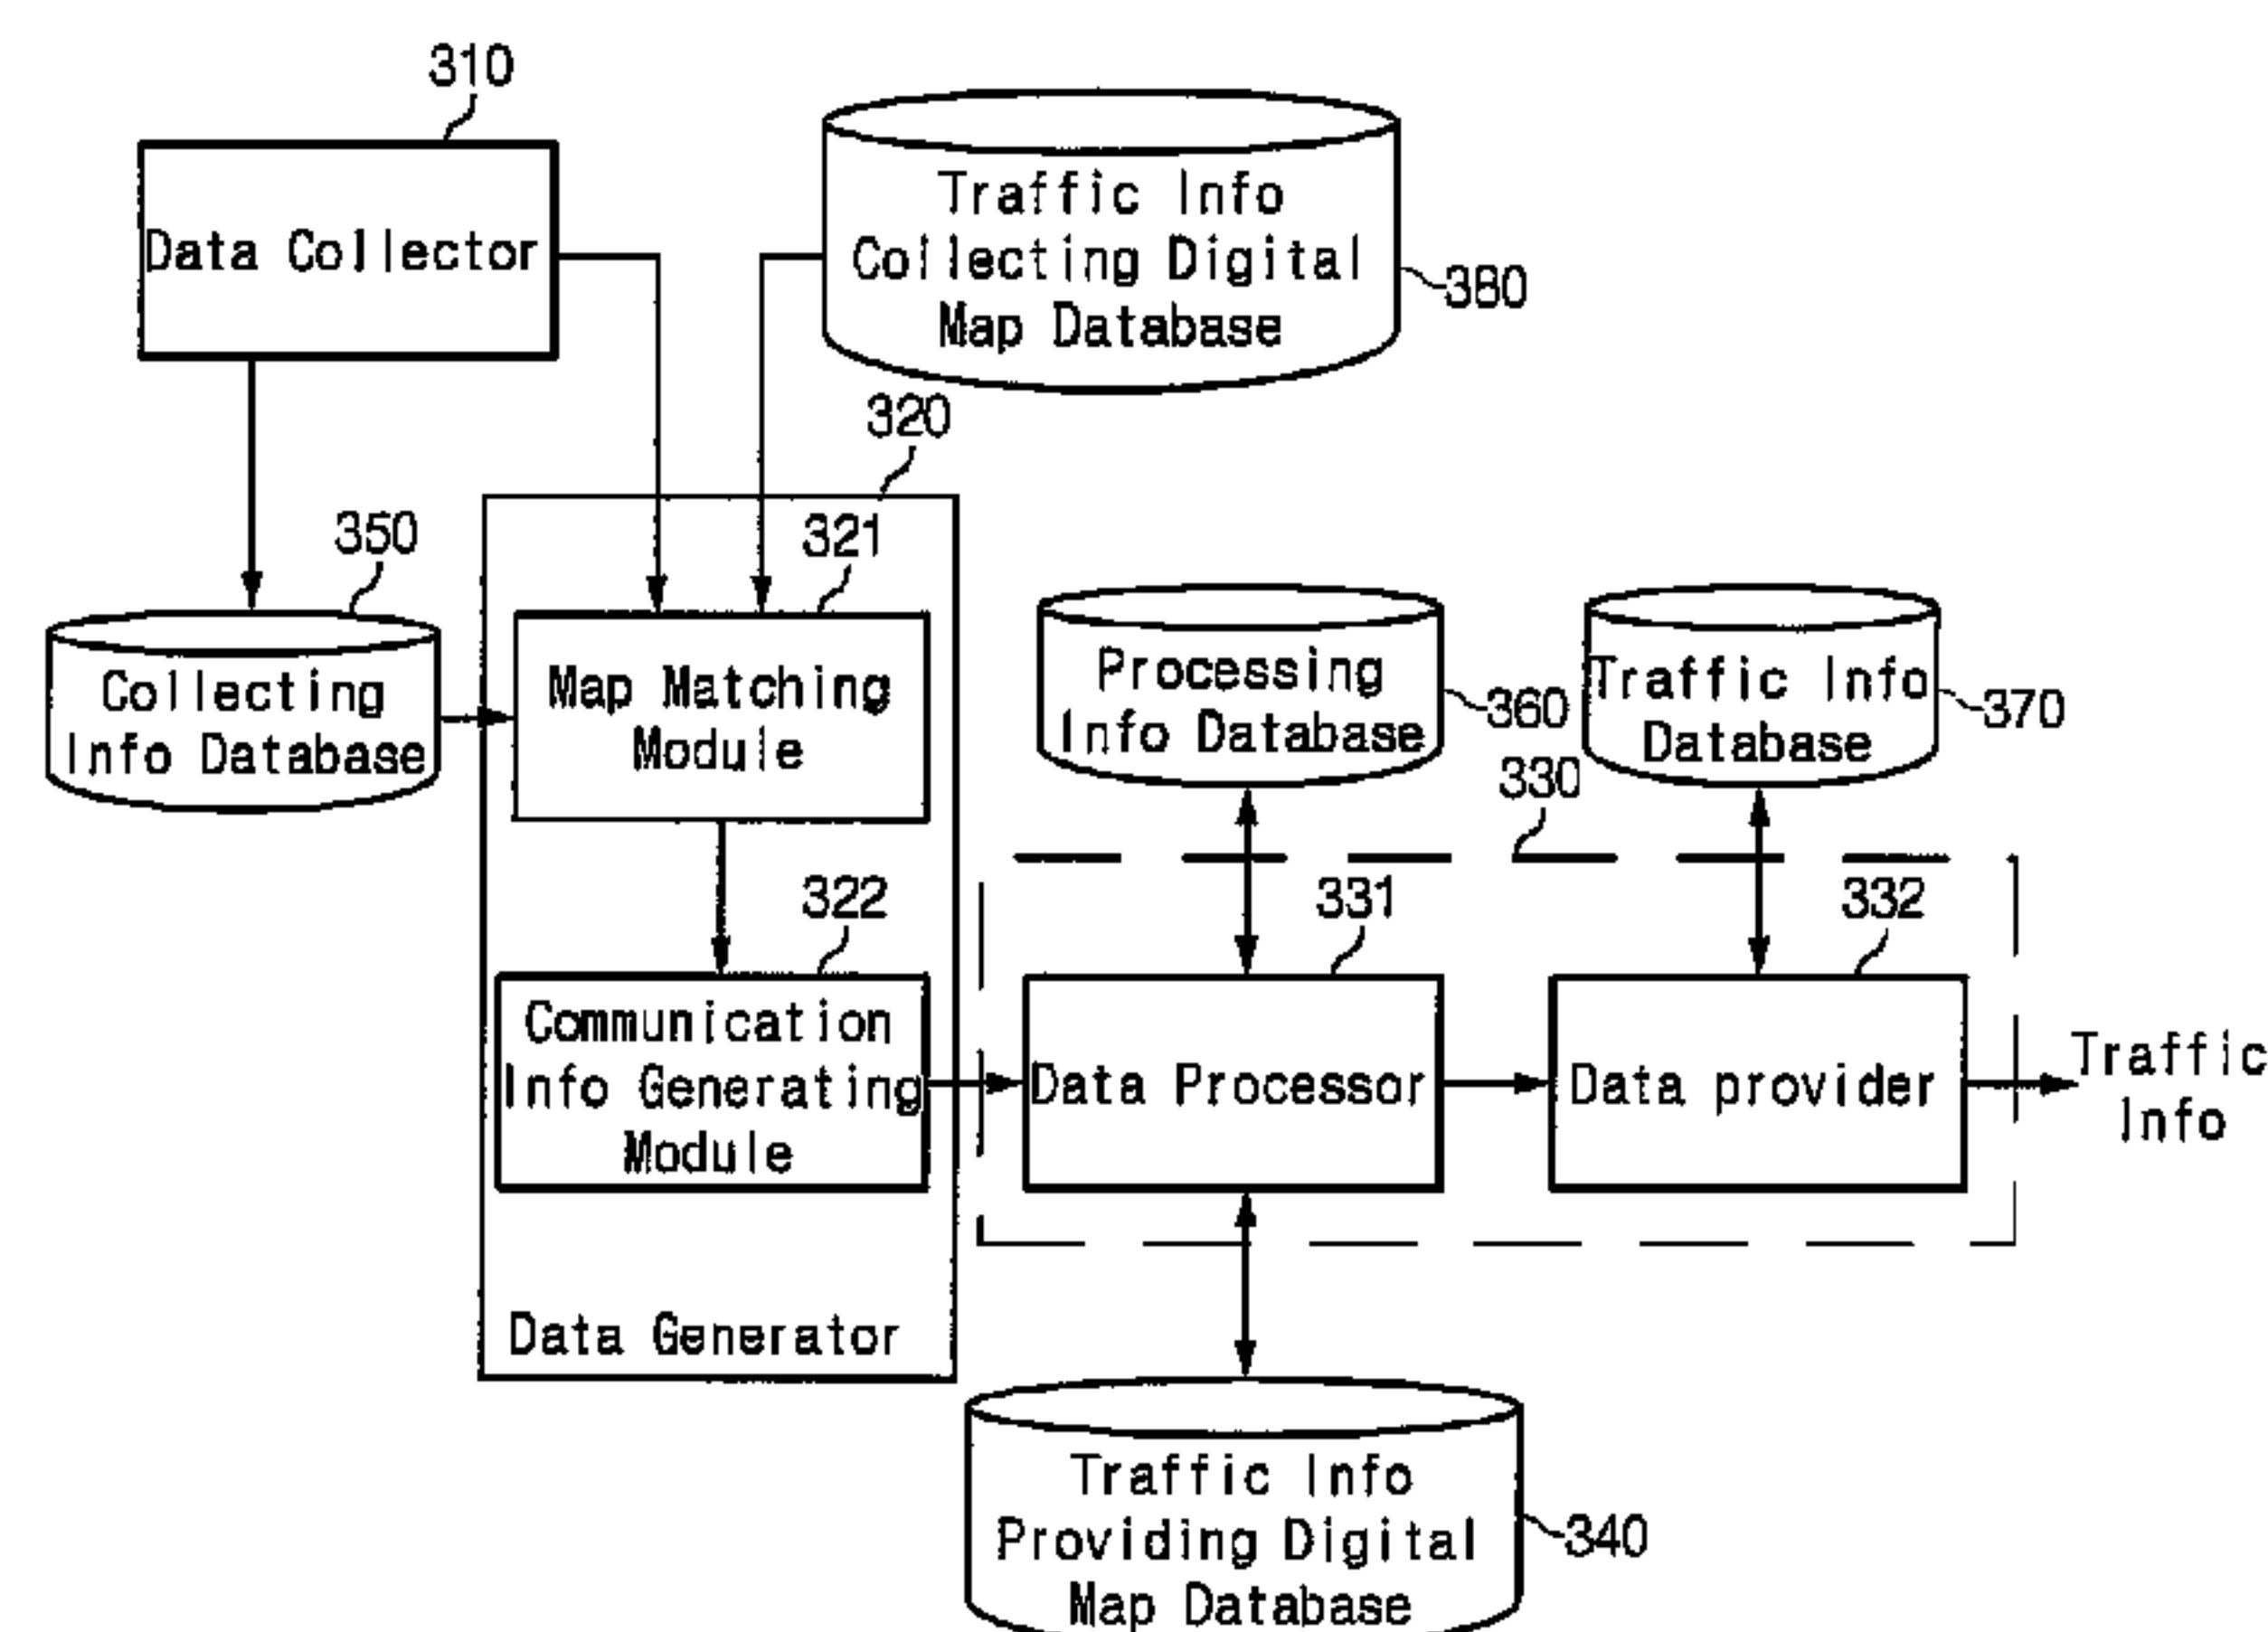 310
Data Collector
Traffic Info
Collecting Digital
Map Database
380
320
350
321
Collecting
Info Database
Map Matching
Module
Processing
Info Database
360
Traffic Info
Database
370
330
322
331
332
Communication
Info Generating
Module
Data Processor
Data provider
Traffic
Info
Data Generator
Traffic Info
Providing Digital
Map Database
340